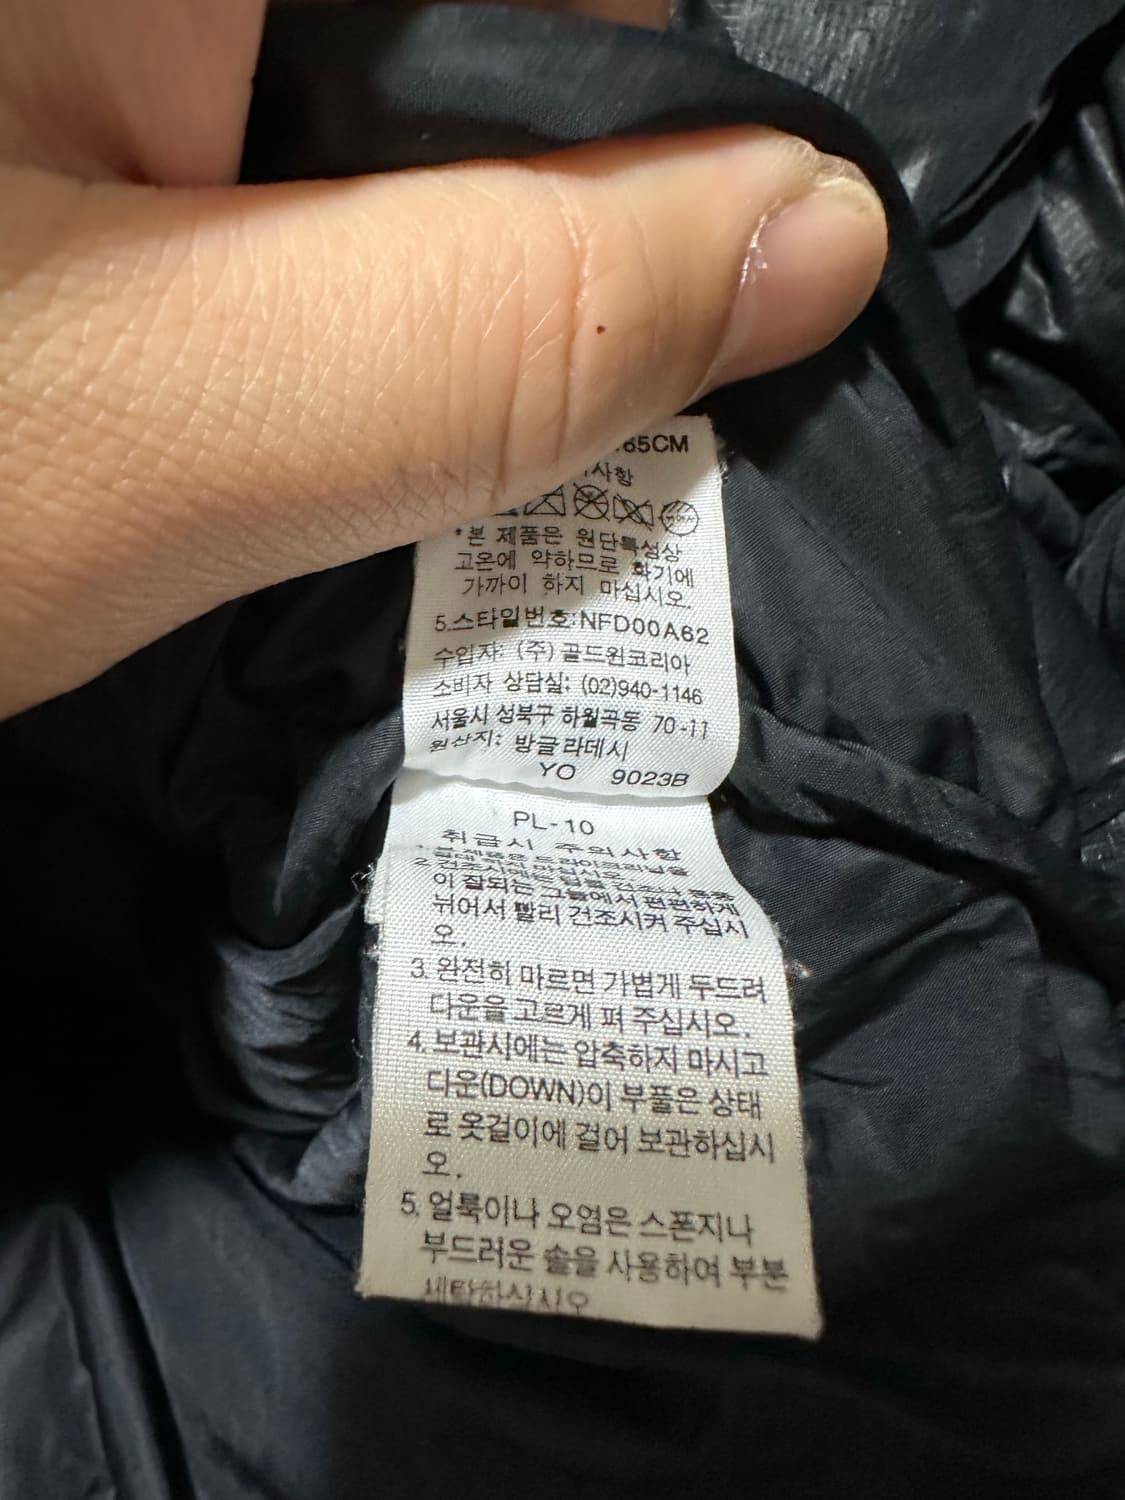 65CM
사항
*본 제품은 원단특성상
고온에 약하므로 화기에
가까이 하지 마십시오.
5.스타일번호:NFD00A62
수입자: (주) 골드윈코리아
소비자 상담실: (02)940-1146
서울시 성북구 하월곡동 70-11
원산지: 방글라데시
YO 9023B
PL-10
취급시 주의사항
이 잘되는 그늘에서 편편하게
뉘어서 빨리 건조시켜 주십시
오.
3. 완전히 마르면 가볍게 두드려
다운을 고르게 펴 주십시오.
4. 보관시에는 압축하지 마시고
다운(DOWN)이 부풀은 상태
로 옷걸이에 걸어 보관하십시
오.
5. 얼룩이나 오염은 스폰지나
부드러운 솔을 사용하여 부분
세탁하십시오